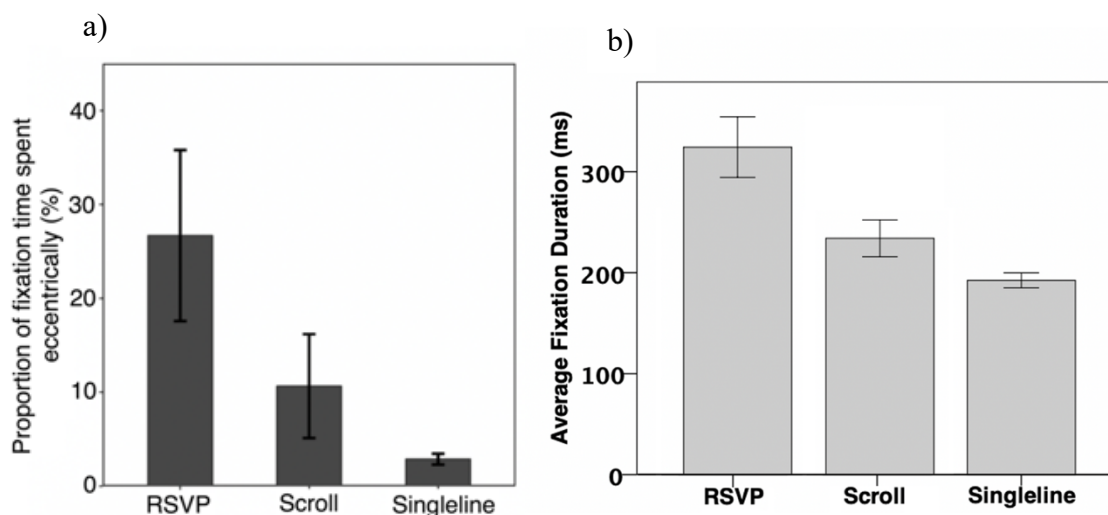 a)
b)
Proportion of fixation time spent
eccentrically (%)
40
30
20
10
0
RSVP Scroll Singleline
Average Fixation Duration (ms)
300
200
100
0
RSVP Scroll Singleline